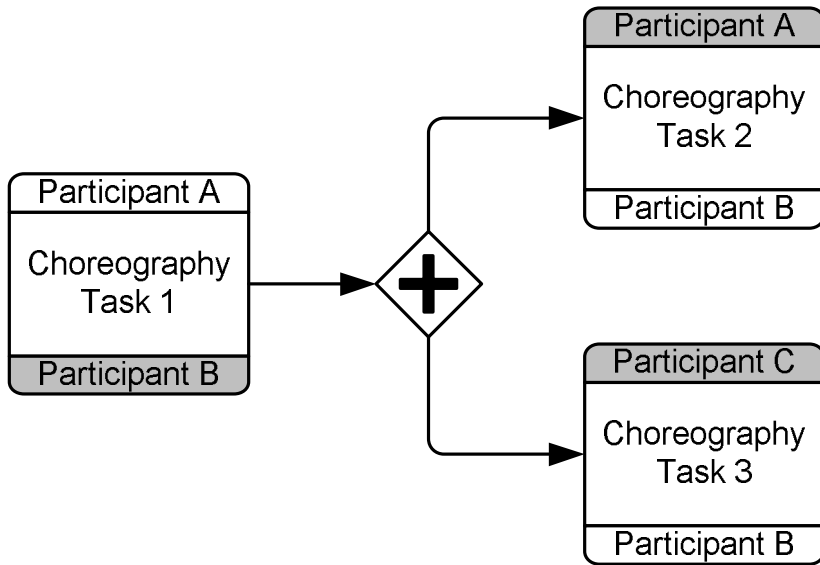 Participant A
Choreography
Task 1
Participant B
Participant A
Choreography
Task 2
Participant B
Participant C
Choreography
Task 3
Participant B